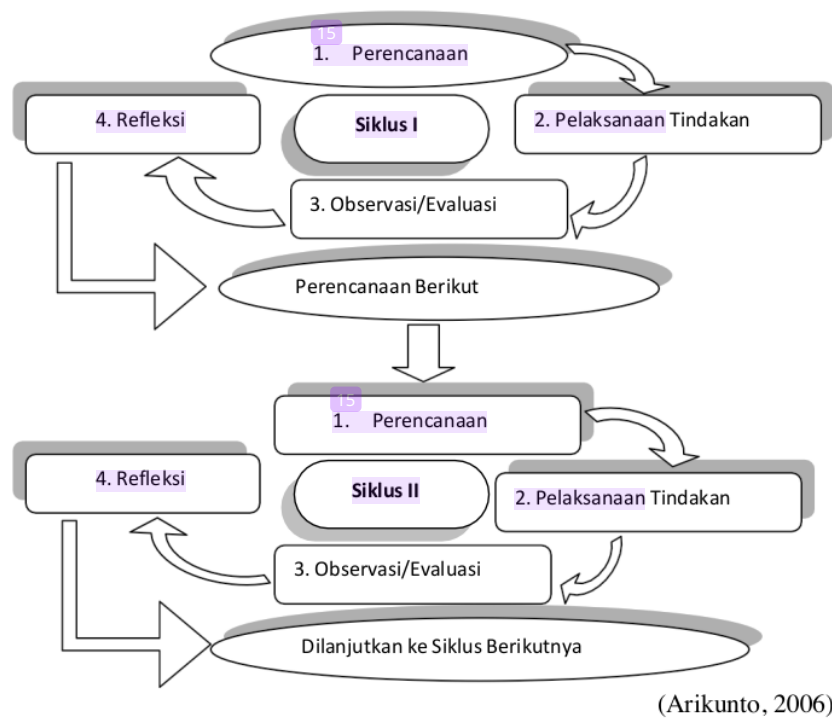 15
1. Perencanaan
4. Refleksi
Siklus I
2. Pelaksanaan Tindakan
3. Observasi/Evaluasi
Perencanaan Berikut
15
1. Perencanaan
4. Refleksi
Siklus II
2. Pelaksanaan Tindakan
3. Observasi/Evaluasi
Dilanjutkan ke Siklus Berikutnya
(Arikunto, 2006)